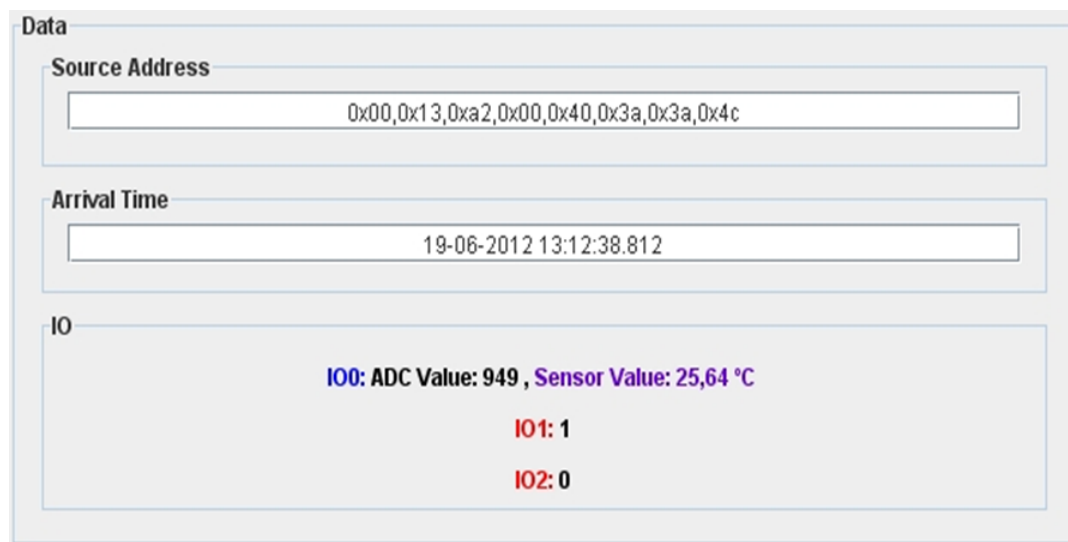 Data
Source Address
0x00,0x13,0xa2,0x00,0x40,0x3a,0x3a,0x4c
Arrival Time
19-06-2012 13:12:38.812
IO
IO0: ADC Value: 949 , Sensor Value: 25,64 ºC
IO1: 1
IO2: 0